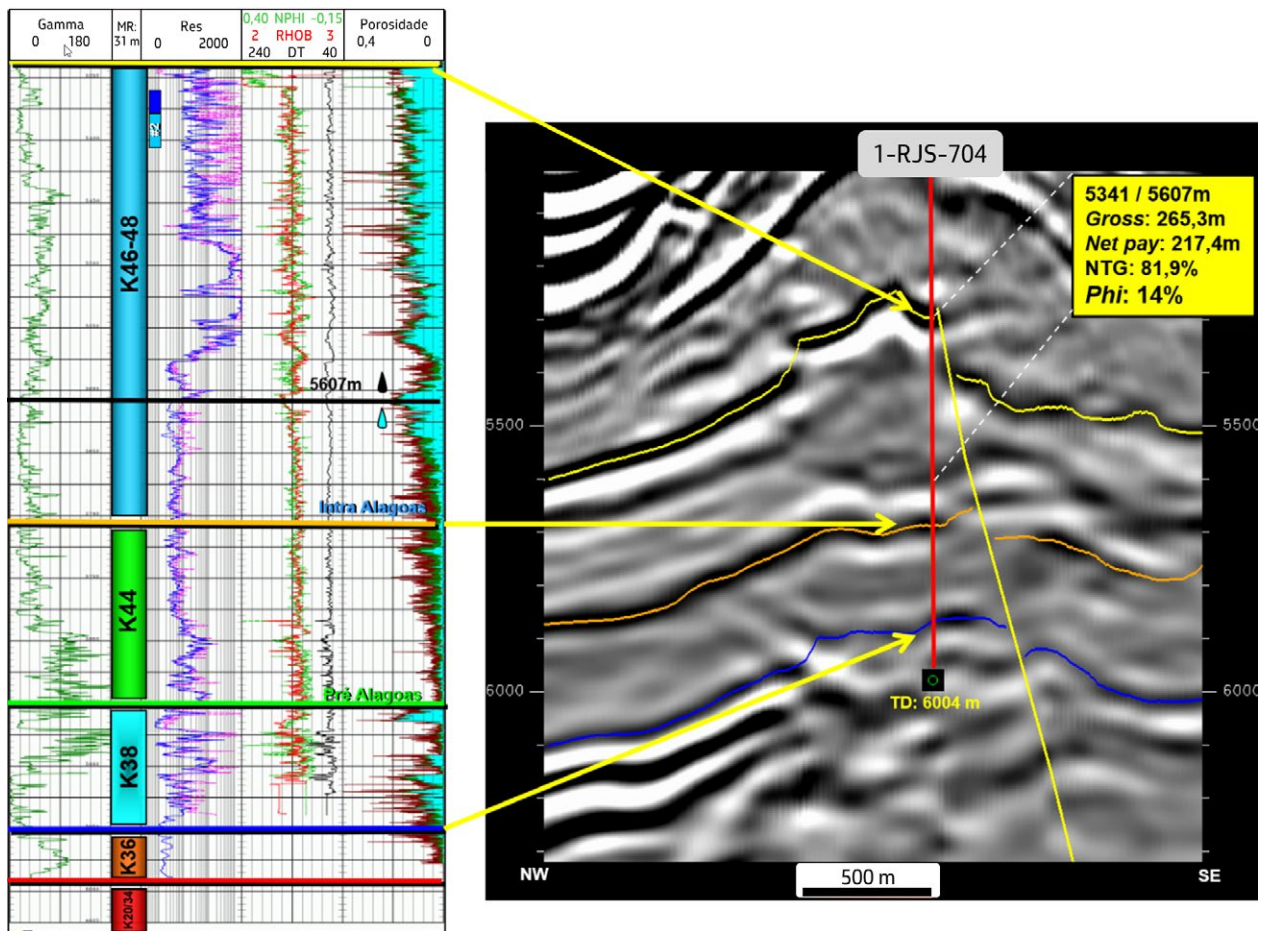 Gamma
0 180
MR:
31 m
Res
0 2000
0,40 NPHI -0,15
2 RHOB 3
240 DT 40
Porosidade
0,4 0
#2
K46-48
5607m
Intra Alagoas
K44
Pré Alagoas
K38
K36
K20/34
1-RJS-704
5341 / 5607m
Gross: 265,3m
Net pay: 217,4m
NTG: 81,9%
Phi: 14%
5500
5500
6000
6000
TD: 6004 m
NW
500 m
SE